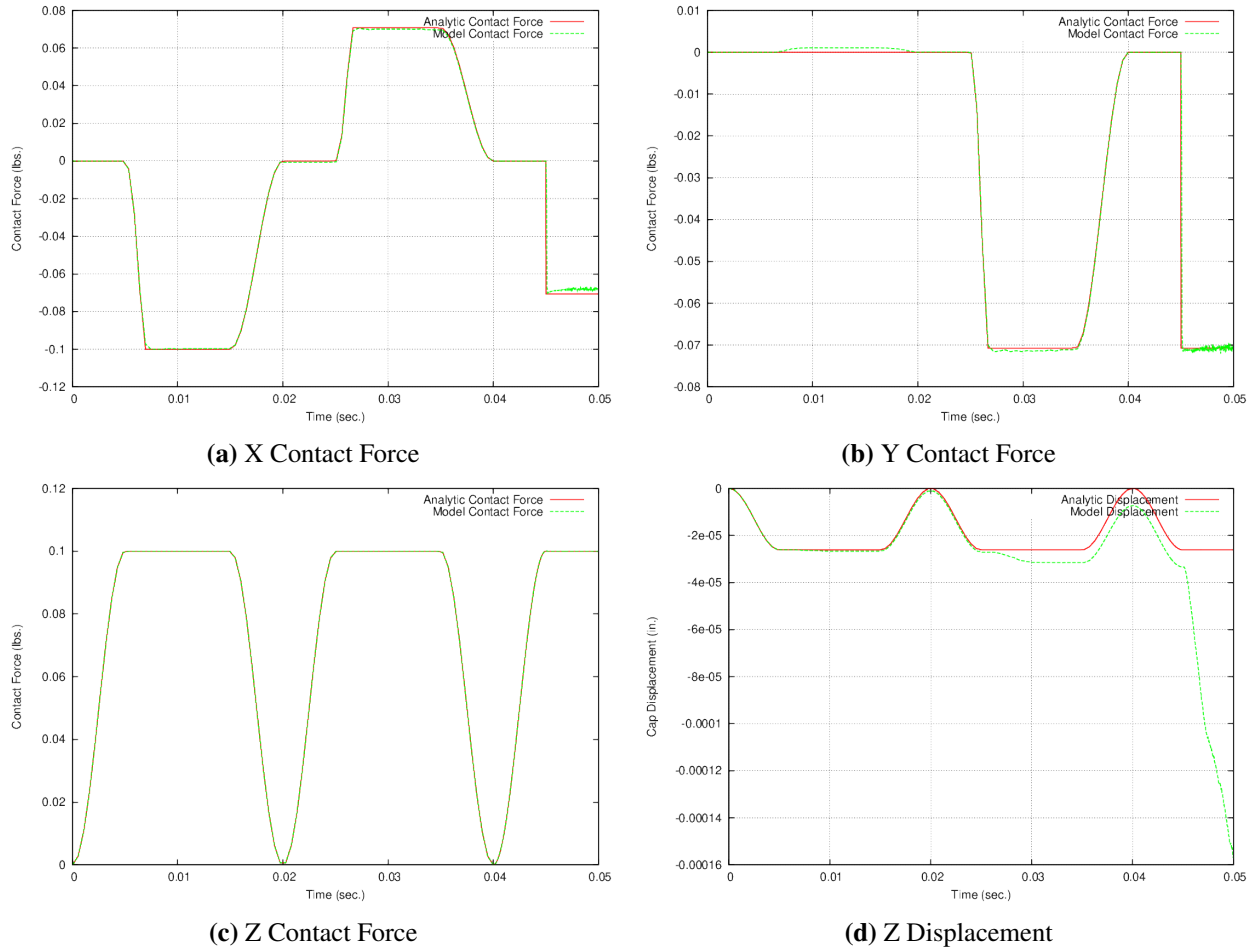 0.08
0.06
0.04
0.02
0
-0.02
-0.04
-0.06
-0.08
-0.1
0.12
0 0.01 0.02 0.03 0.04 0.05
Contact Force (lbs.)
Time (sec.)
Analytic Contact Force
Model Contact Force
(a) X Contact Force
0.01
0
-0.01
-0.02
-0.03
-0.04
-0.05
-0.06
-0.07
-0.08
0 0.01 0.02 0.03 0.04 0.05
Contact Force (lbs.)
Time (sec.)
Analytic Contact Force
Model Contact Force
(b) Y Contact Force
0.12
0.1
0.08
0.06
0.04
0.02
0
0 0.01 0.02 0.03 0.04 0.05
Contact Force (lbs.)
Time (sec.)
Analytic Contact Force
Model Contact Force
(c) Z Contact Force
0
-2e-05
-4e-05
-6e-05
-8e-05
-0.0001
-0.00012
-0.00014
-0.00016
0 0.01 0.02 0.03 0.04 0.05
Cap Displacement (in.)
Time (sec.)
Analytic Displacement
Model Displacement
(d) Z Displacement